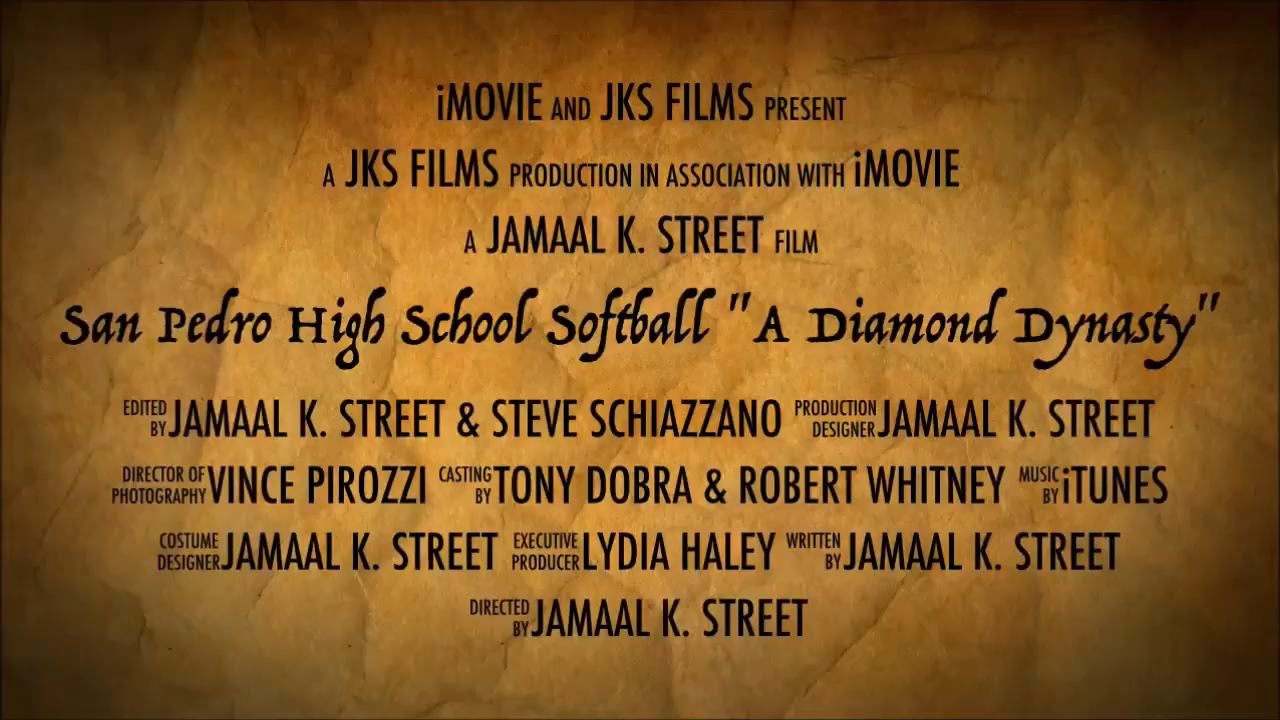 iMOVIE AND JKS FILMS PRESENT
A JKS FILMS PRODUCTION IN ASSOCIATION WITH iMOVIE
A JAMAAL K. STREET FILM
San Pedro High School Softball "A Diamond Dynasty"
EDITED BY JAMAAL K. STREET & STEVE SCHIAZZANO PRODUCTION DESIGNER JAMAAL K. STREET
DIRECTOR OF PHOTOGRAPHY VINCE PIROZZI CASTING BY TONY DOBRA & ROBERT WHITNEY MUSIC BY iTUNES
COSTUME DESIGNER JAMAAL K. STREET EXECUTIVE PRODUCER LYDIA HALEY WRITTEN BY JAMAAL K. STREET
DIRECTED BY JAMAAL K. STREET